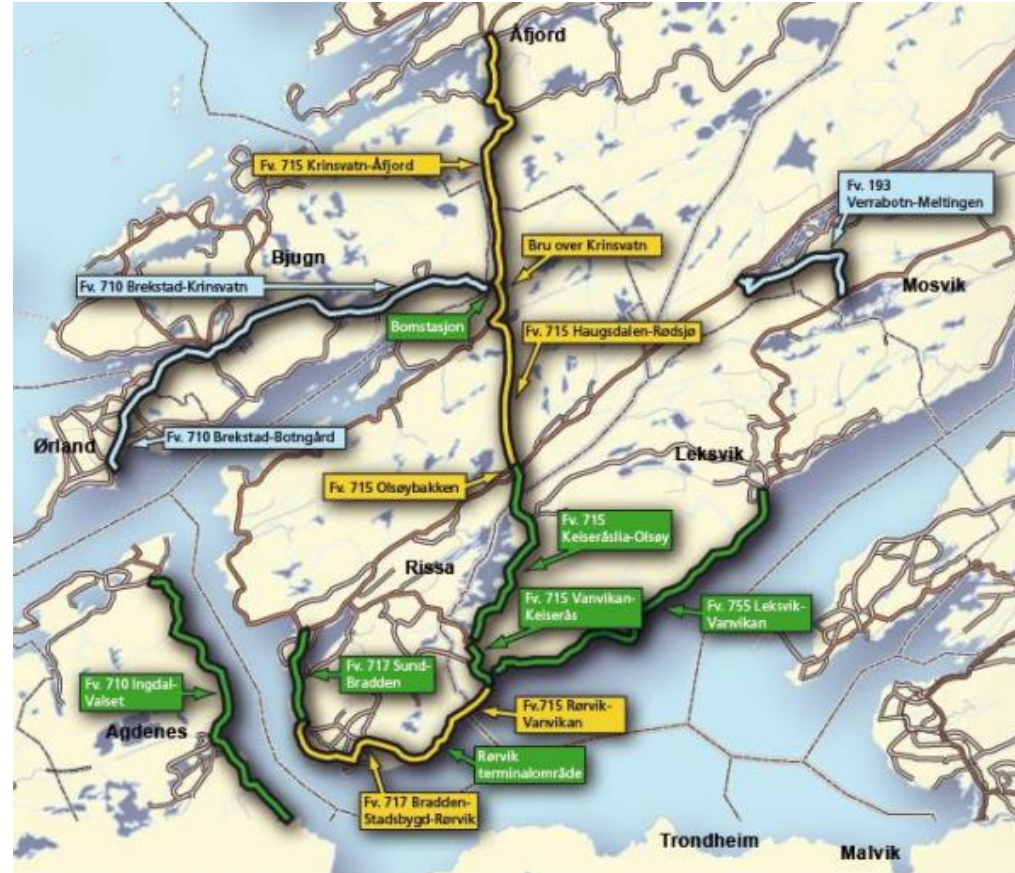 Åfjord
Fv. 715 Krinsvatn-Åfjord
Fv. 193
Verrabotn-Meltingen
Bru over Krinsvatn
Bjugn
Fv. 710 Brekstad-Krinsvatn
Mosvik
Bomstasjon
Fv. 715 Haugsdalen-Rødsjø
Ørland
Fv. 710 Brekstad-Botngård
Leksvik
Fv. 715 Olsøybakken
Fv. 715
Keiseråslia-Olsøy
Rissa
Fv. 715 Vanvikan-
Keiserås
Fv. 755 Leksvik-
Vanvikan
Fv. 717 Sund-
Bradden
Fv. 710 Ingdal-
Valset
Fv.715 Rørvik-
Vanvikan
Agdenes
Rørvik
terminalområde
Fv. 717 Bradden-
Stadsbygd-Rørvik
Trondheim
Malvik